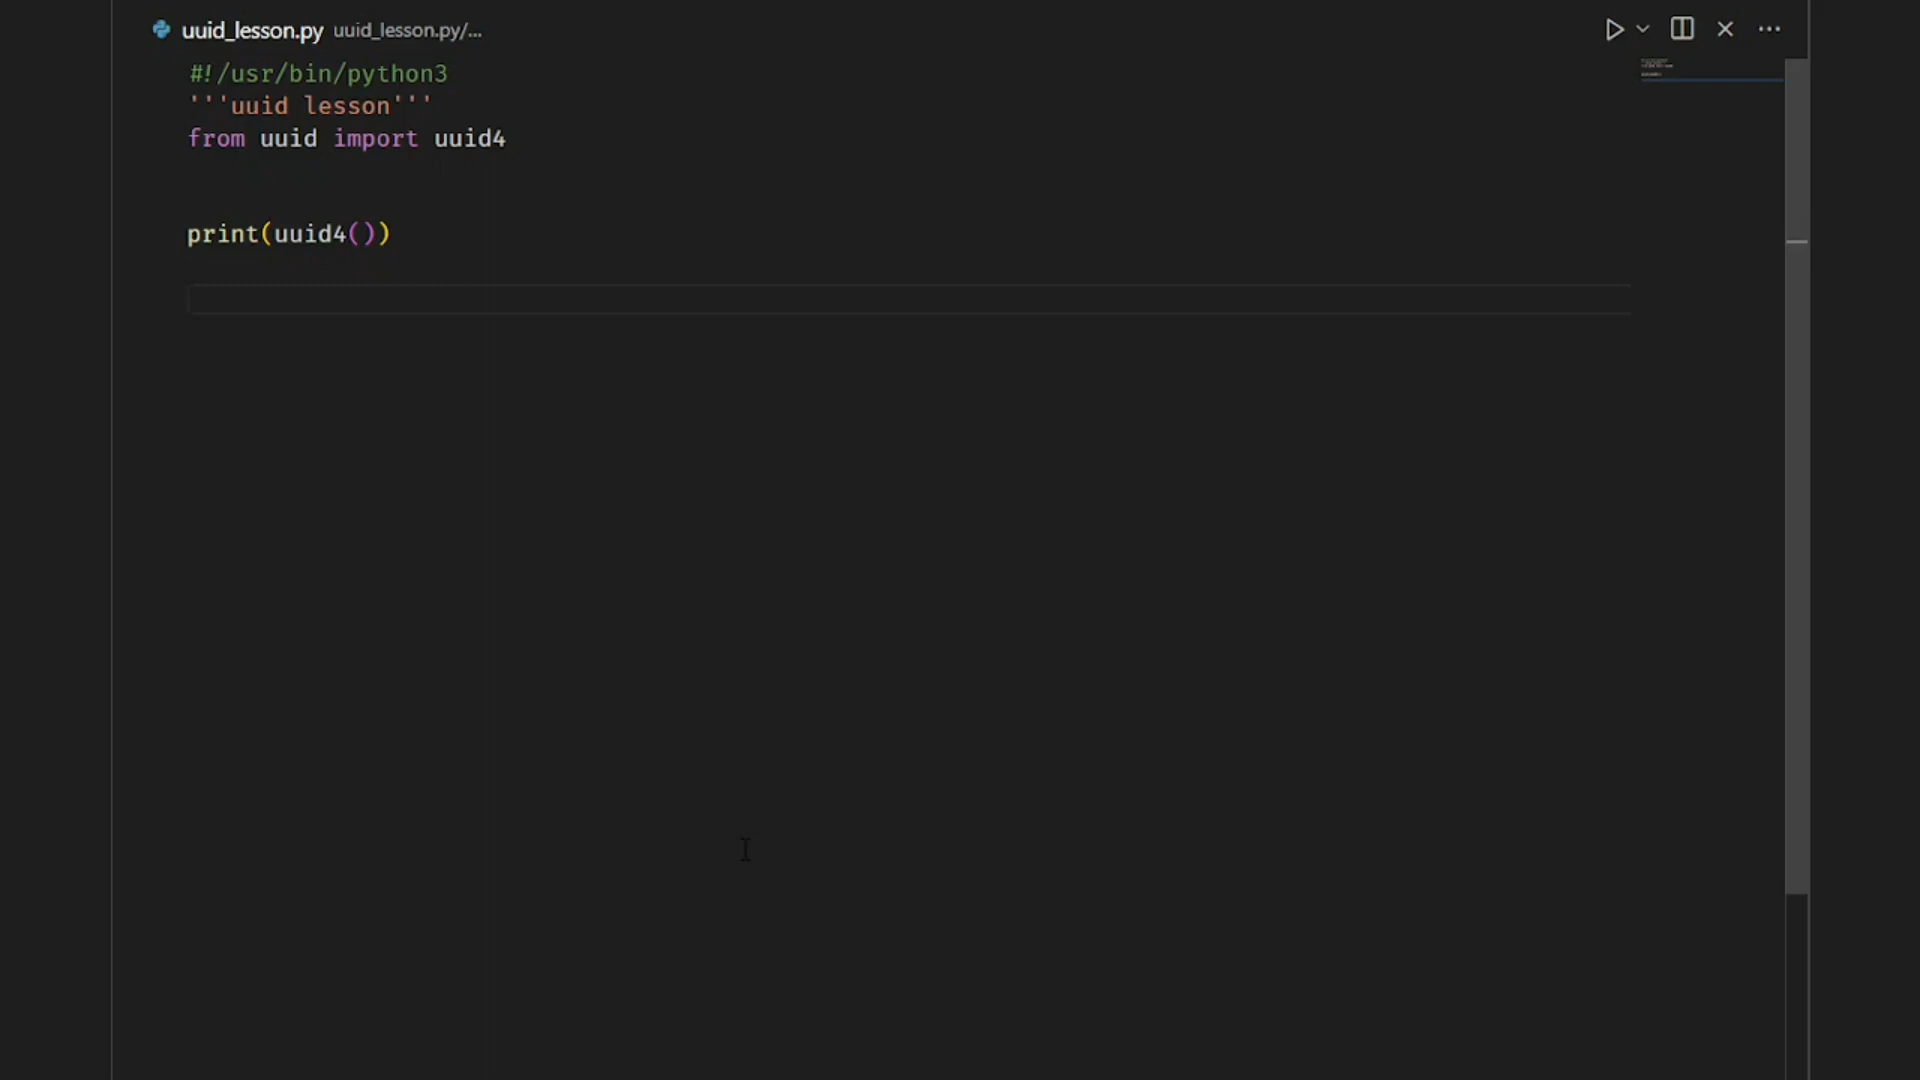 uuid_lesson.py uuid_lesson.py/...
#!/usr/bin/python3
'''uuid lesson'''
from uuid import uuid4
print(uuid4())